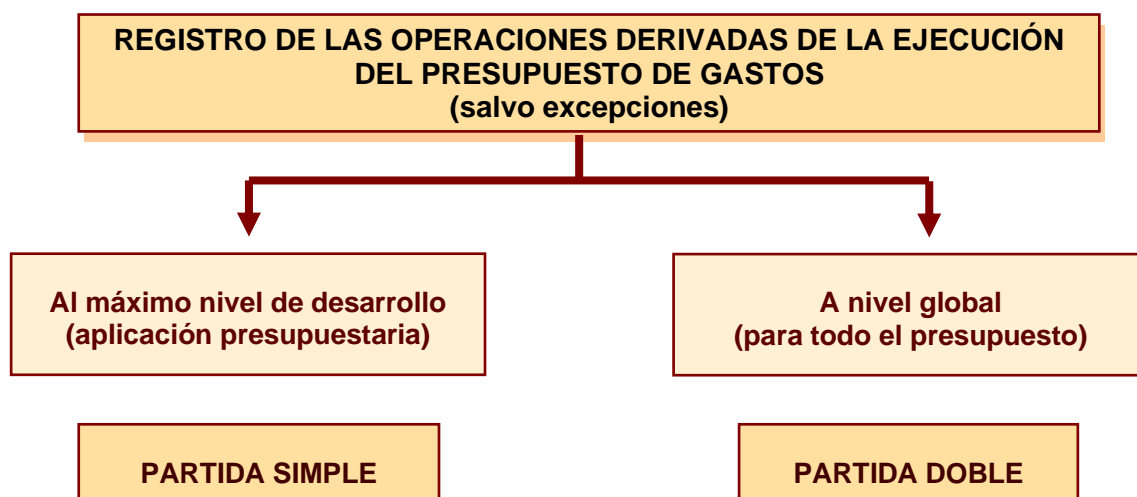 REGISTRO DE LAS OPERACIONES DERIVADAS DE LA EJECUCIÓN
DEL PRESUPUESTO DE GASTOS
(salvo excepciones)
Al máximo nivel de desarrollo
(aplicación presupuestaria)
A nivel global
(para todo el presupuesto)
PARTIDA SIMPLE
PARTIDA DOBLE